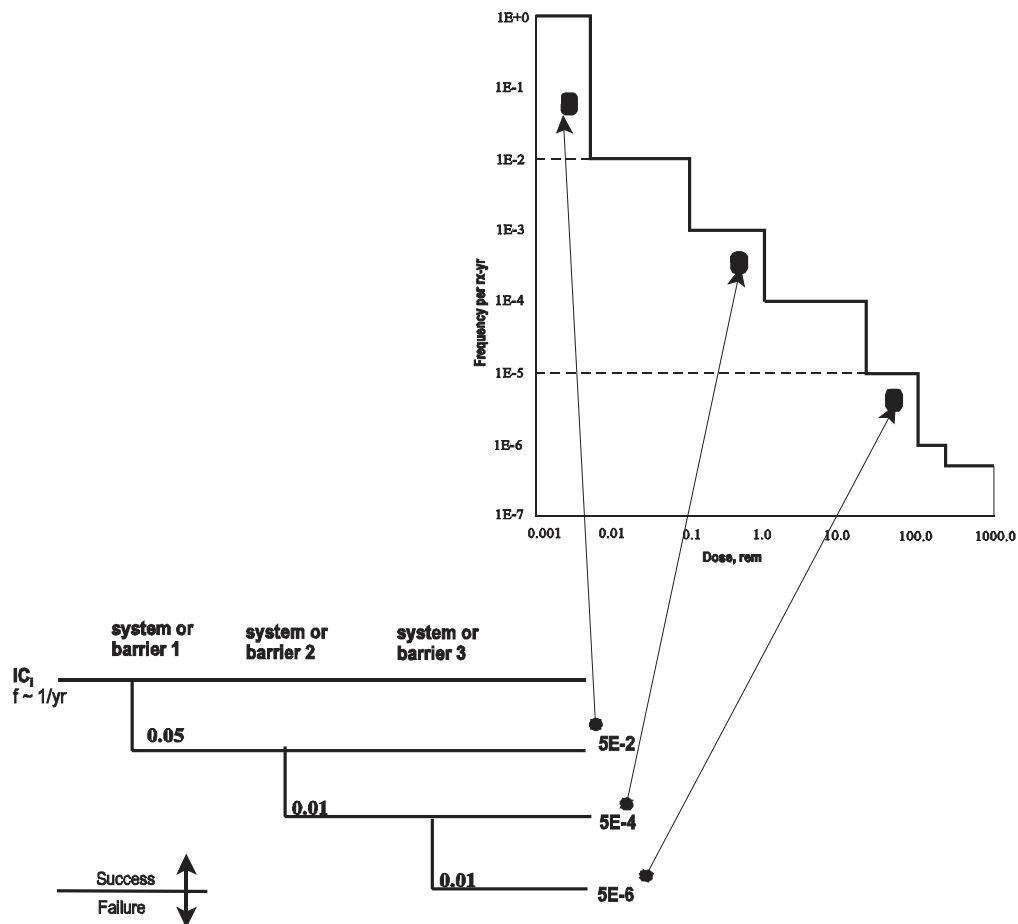 1E+0
1E-1
1E-2
1E-3
1E-4
1E-5
1E-6
1E-7
Frequency per rx-yr
0.001 0.01 0.1 1.0 10.0 100.0 1000.0
Dose, rem
system or
barrier 1
system or
barrier 2
system or
barrier 3
ICi
f ~ 1/yr
0.05
5E-2
0.01
5E-4
0.01
5E-6
Success
Failure